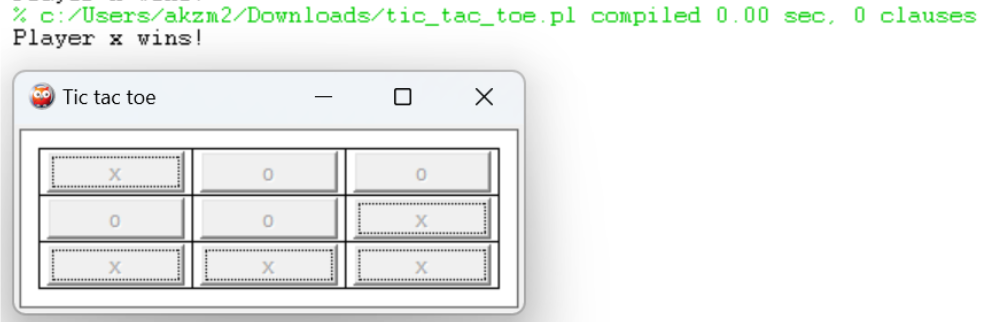 % c:/Users/akzm2/Downloads/tic_tac_toe.pl compiled 0.00 sec, 0 clauses
Player x wins!
Tic tac toe
x o o
o o x
x x x